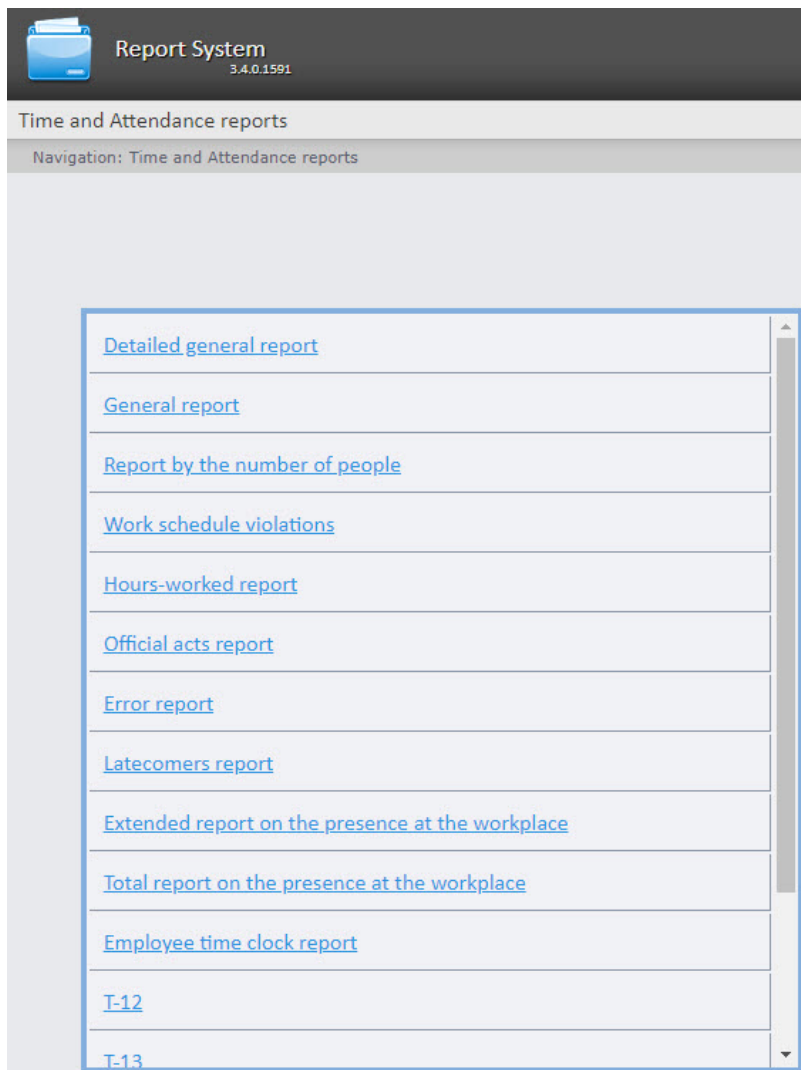 Report System
3.4.0.1591
Time and Attendance reports
Navigation: Time and Attendance reports
Detailed general report
General report
Report by the number of people
Work schedule violations
Hours-worked report
Official acts report
Error report
Latecomers report
Extended report on the presence at the workplace
Total report on the presence at the workplace
Employee time clock report
T-12
T-13